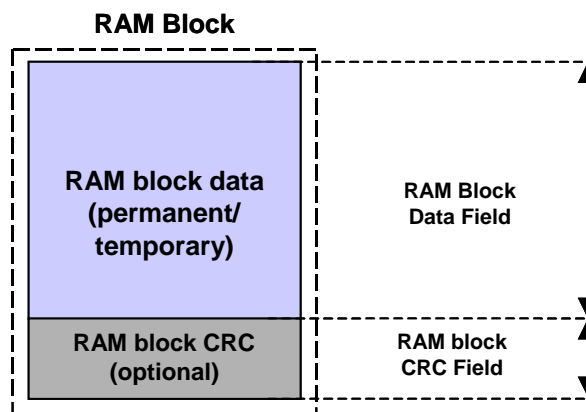 RAM Block
RAM block data
(permanent/
temporary)
RAM Block
Data Field
RAM block CRC
(optional)
RAM block
CRC Field